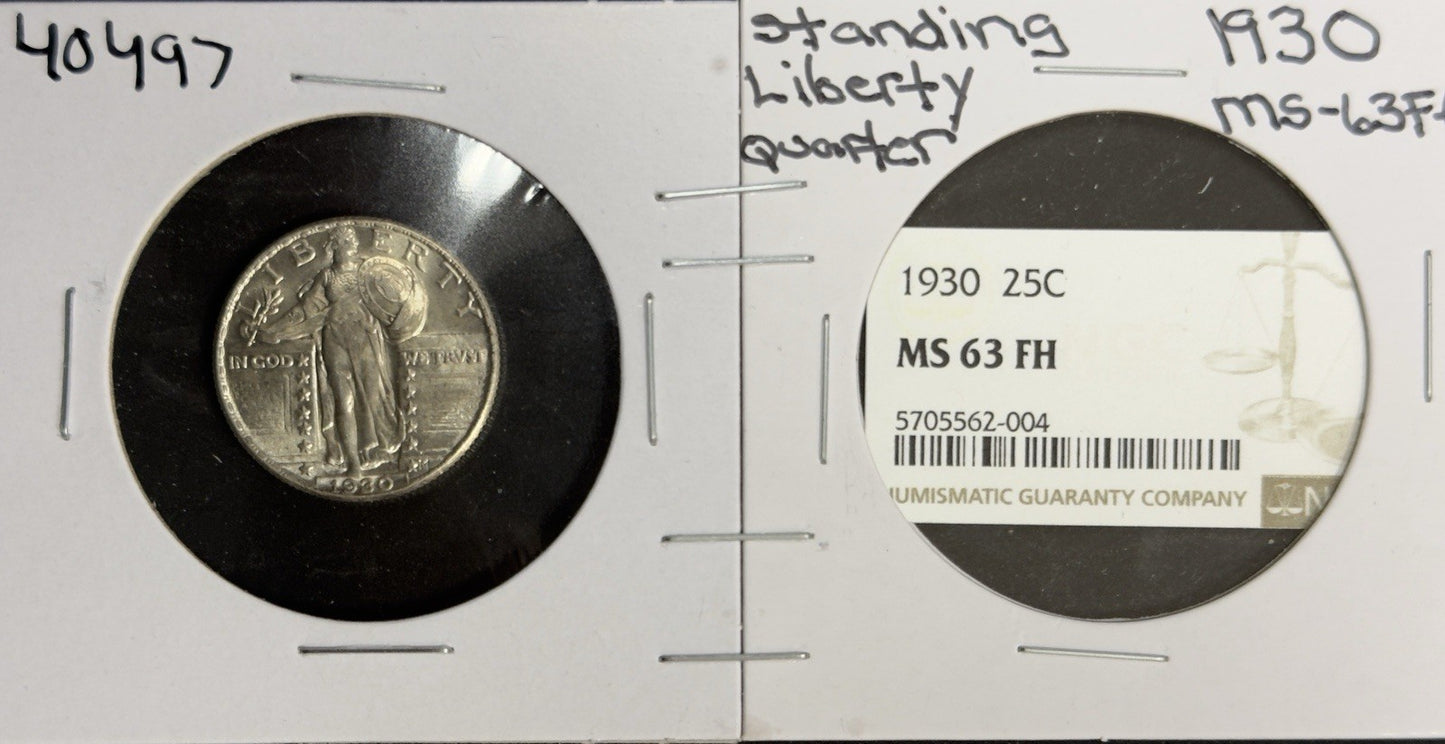 40497
LIBERTY
IN GOD WE TRVST
1930
Standing
Liberty
Quarter
1930
MS-63F
1930 25C
MS 63 FH
5705562-004
NUMISMATIC GUARANTY COMPANY
N